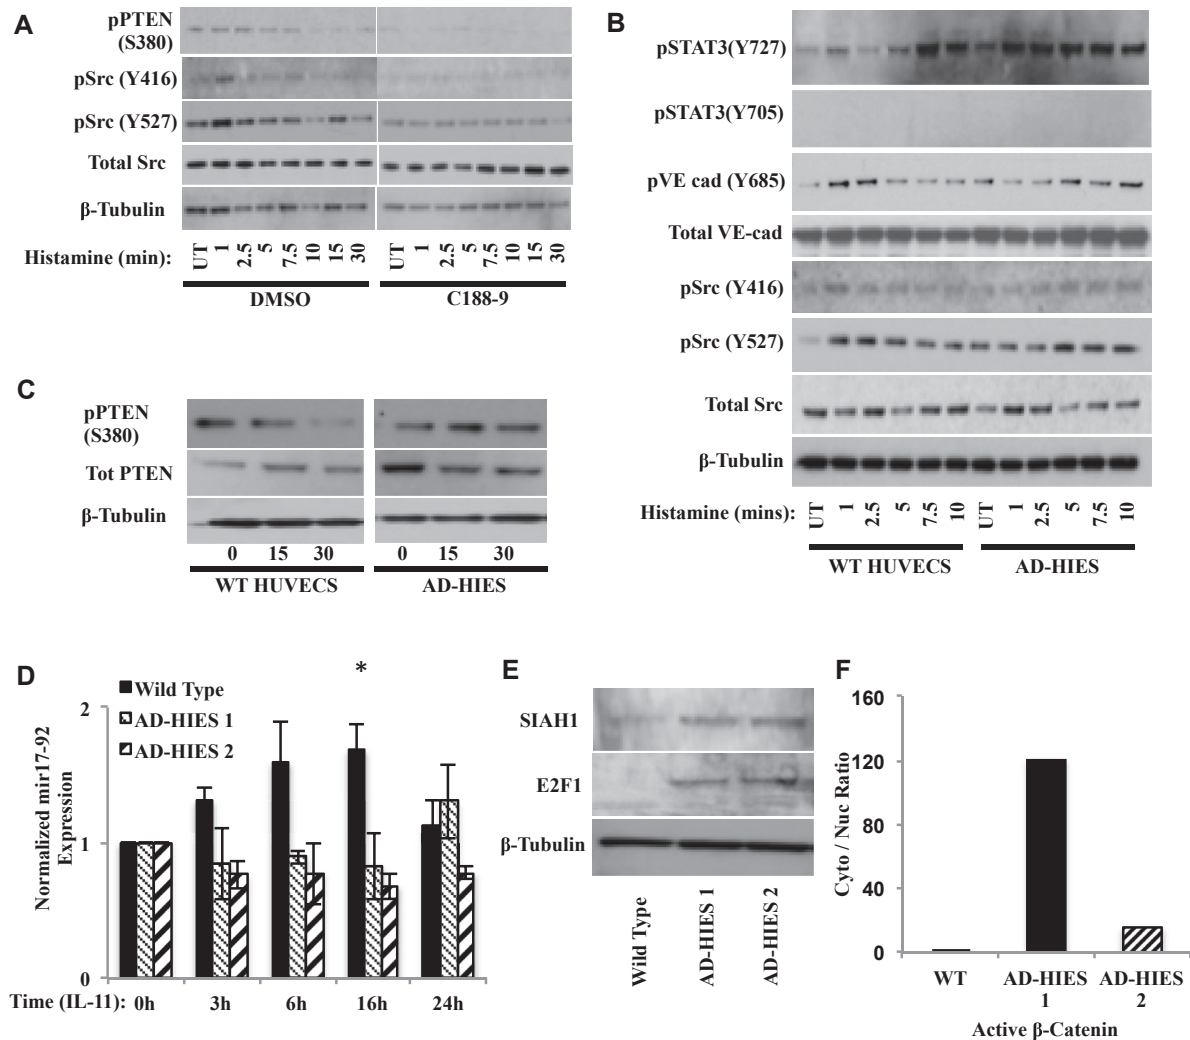 A
pPTEN
(S380)
pSrc (Y416)
pSrc (Y527)
Total Src
β-Tubulin
Histamine (min):
UT 1 2.5 5 7.5 10 15 30 UT 1 2.5 5 7.5 10 15 30
DMSO C188-9
B
pSTAT3(Y727)
pSTAT3(Y705)
pVE cad (Y685)
Total VE-cad
pSrc (Y416)
pSrc (Y527)
Total Src
β-Tubulin
Histamine (mins): UT 1 2.5 5 7.5 10 UT 1 2.5 5 7.5 10
WT HUVECS AD-HIES
C
pPTEN
(S380)
Tot PTEN
β-Tubulin
0 15 30 0 15 30
WT HUVECS AD-HIES
D
Wild Type
AD-HIES 1
AD-HIES 2
*
Normalized mir17-92
Expression
2
1
0
Time (IL-11): 0h 3h 6h 16h 24h
E
SIAH1
E2F1
β-Tubulin
Wild Type AD-HIES 1 AD-HIES 2
F
Cyto / Nuc Ratio
160
120
80
40
0
WT AD-HIES AD-HIES
1 2
Active β-Catenin